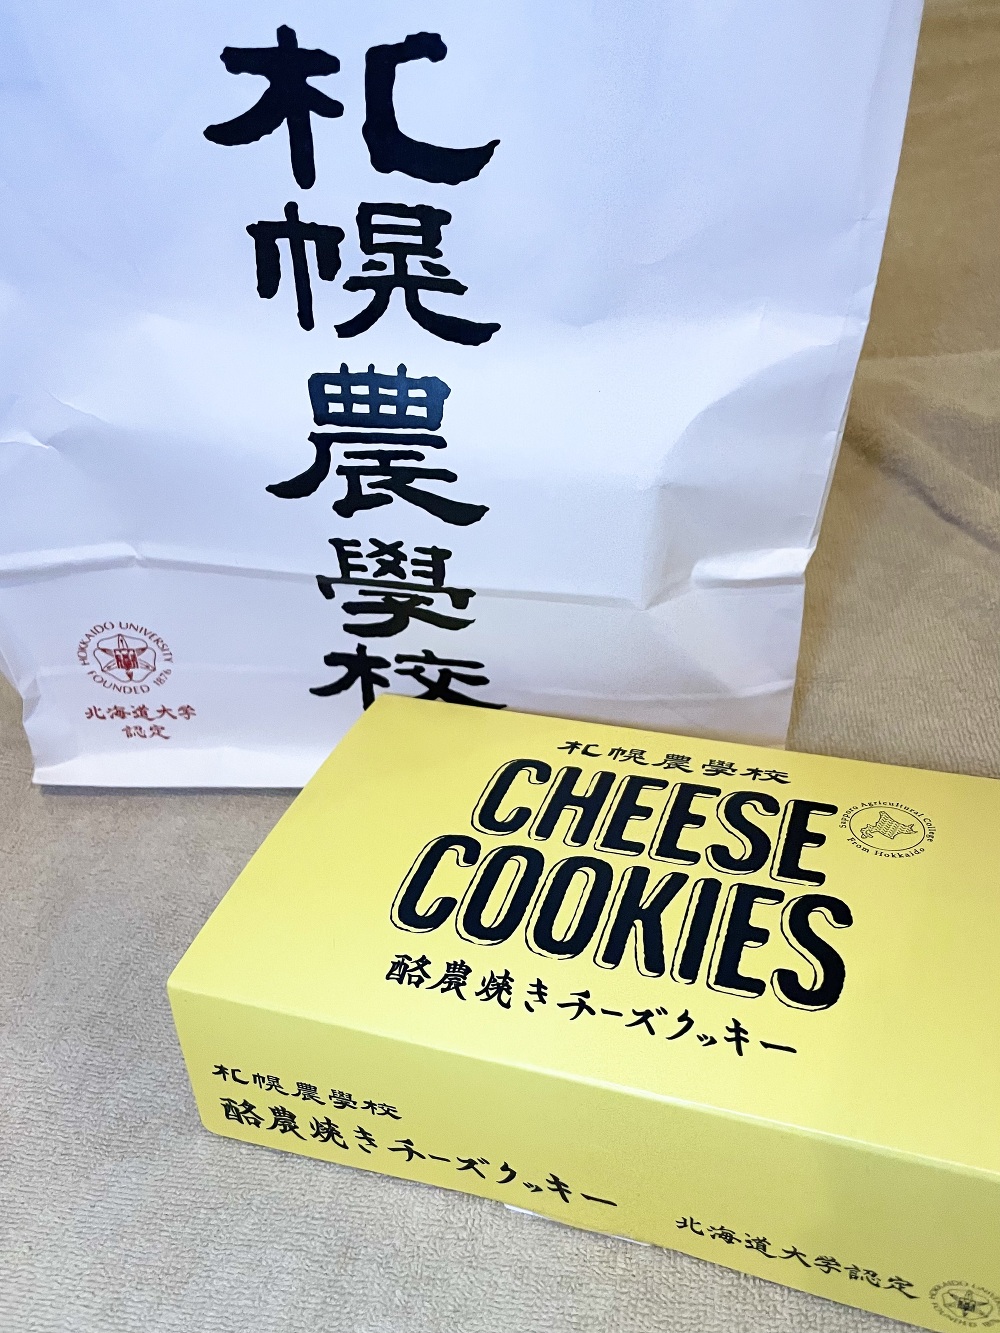 札幌農學校
HOKKAIDO UNIVERSITY
FOUNDED 1876
北海道大学
認定
札幌農學校
CHEESE
COOKIES
Sapporo Agricultural College
from Hokkaido
酪農焼きチーズクッキー
札幌農學校
酪農焼きチーズクッキー
北海道大学認定
HOKKAIDO UNIVER